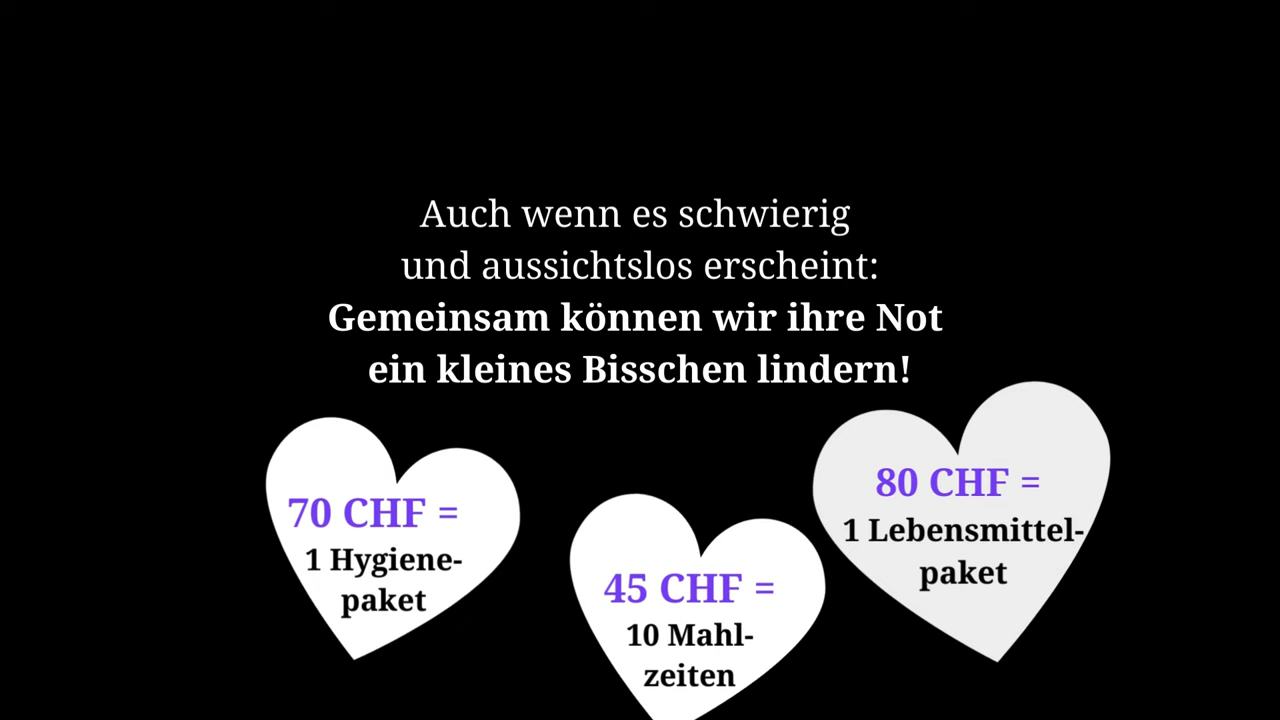 Auch wenn es schwierig
und aussichtslos erscheint:
Gemeinsam können wir ihre Not
ein kleines Bisschen lindern!
70 CHF =
1 Hygiene-
paket
45 CHF =
10 Mahl-
zeiten
80 CHF =
1 Lebensmittel-
paket